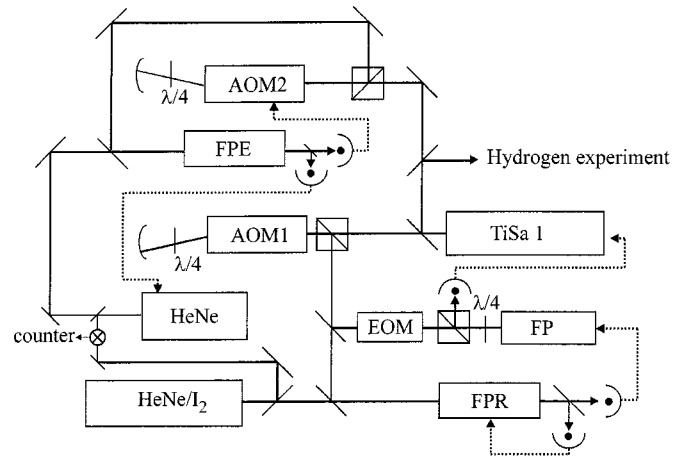 AOM2
λ/4
FPE
Hydrogen experiment
AOM1
λ/4
TiSa 1
HeNe
λ/4
counter
EOM
FP
HeNe/I₂
FPR